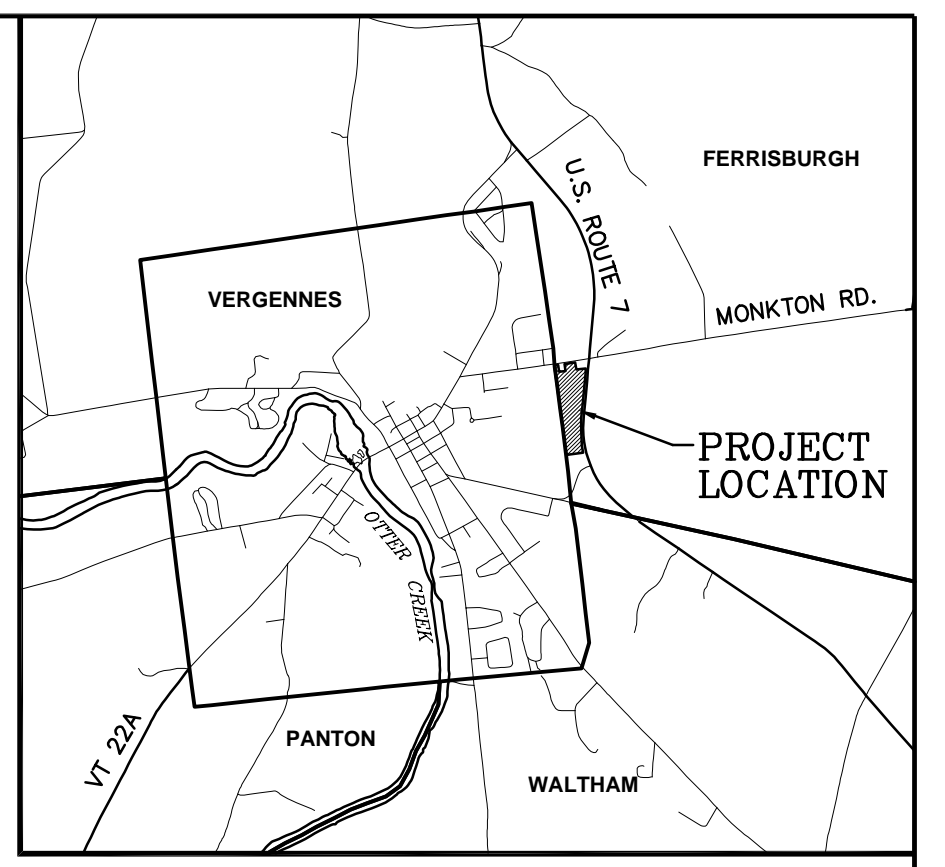 FERRISBURGH
U.S. ROUTE 7
VERGENNES
MONKTON RD.
PROJECT
LOCATION
OTTER CREEK
VT 22A
PANTON
WALTHAM